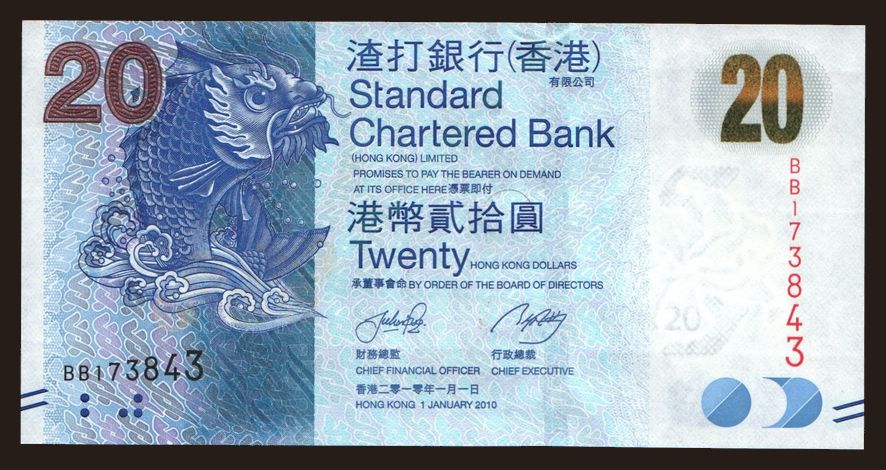 20
渣打銀行(香港)
有限公司
Standard
Chartered Bank
(HONG KONG) LIMITED
PROMISES TO PAY THE BEARER ON DEMAND
AT ITS OFFICE HERE 憑票即付
港幣貳拾圓
Twenty HONG KONG DOLLARS
承董事會命 BY ORDER OF THE BOARD OF DIRECTORS
財務總監
CHIEF FINANCIAL OFFICER
行政總裁
CHIEF EXECUTIVE
香港二零一零年一月一日
HONG KONG 1 JANUARY 2010
BB173843
20
BB173843
20